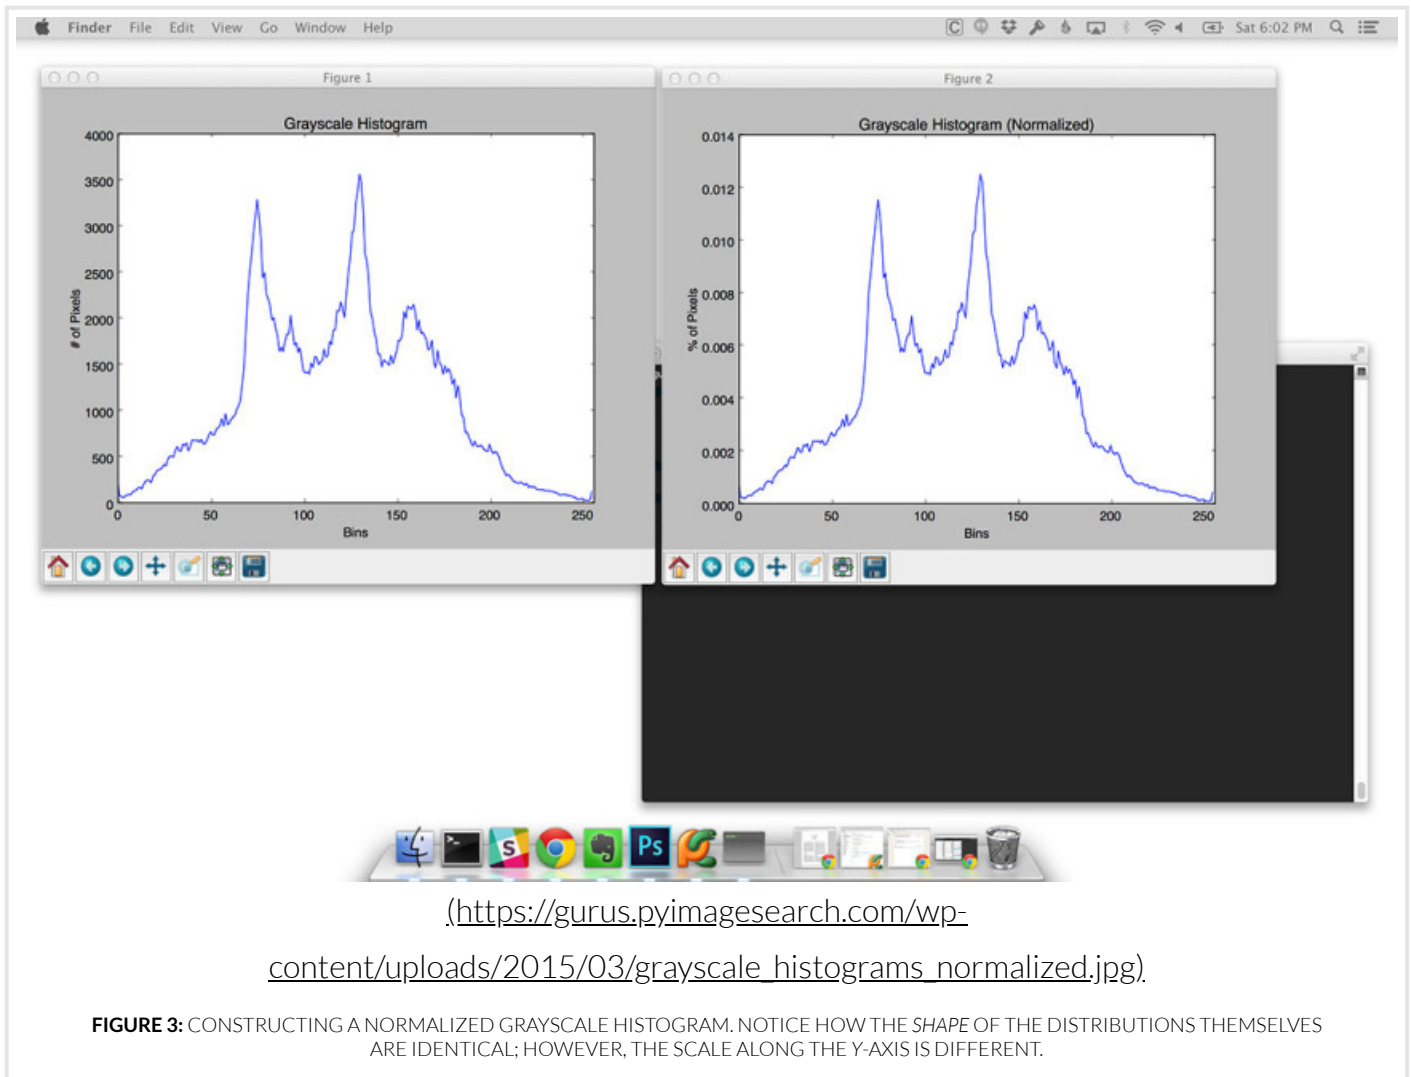 Finder File Edit View Go Window Help
Sat 6:02 PM
Figure 1
Grayscale Histogram
4000
3500
3000
2500
2000
1500
1000
500
0
# of Pixels
0 50 100 150 200 250
Bins
Figure 2
Grayscale Histogram (Normalized)
0.014
0.012
0.010
0.008
0.006
0.004
0.002
0.000
% of Pixels
0 50 100 150 200 250
Bins
S
Ps
(https://gurus.pyimagesearch.com/wp-
content/uploads/2015/03/grayscale_histograms_normalized.jpg)
FIGURE 3: CONSTRUCTING A NORMALIZED GRAYSCALE HISTOGRAM. NOTICE HOW THE SHAPE OF THE DISTRIBUTIONS THEMSELVES
ARE IDENTICAL; HOWEVER, THE SCALE ALONG THE Y-AXIS IS DIFFERENT.